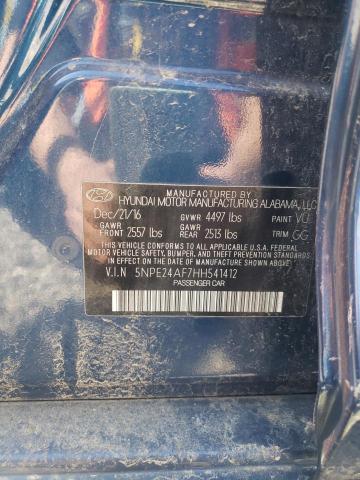 MANUFACTURED BY
HYUNDAI MOTOR MANUFACTURING ALABAMA, LLC
Dec/21/16 GVWR 4497 lbs PAINT
GAWR GAWR
FRONT 2557 lbs REAR 2513 lbs TRIM GG
THIS VEHICLE CONFORMS TO ALL APPLICABLE U.S.A FEDERAL
MOTOR VEHICLE SAFETY, BUMPER, AND THEFT PREVENTION
STANDARDS IN EFFECT ON THE DATE OF MANUFACTURE
V.I.N 5NPE24AF7HH541412
PASSENGER CAR